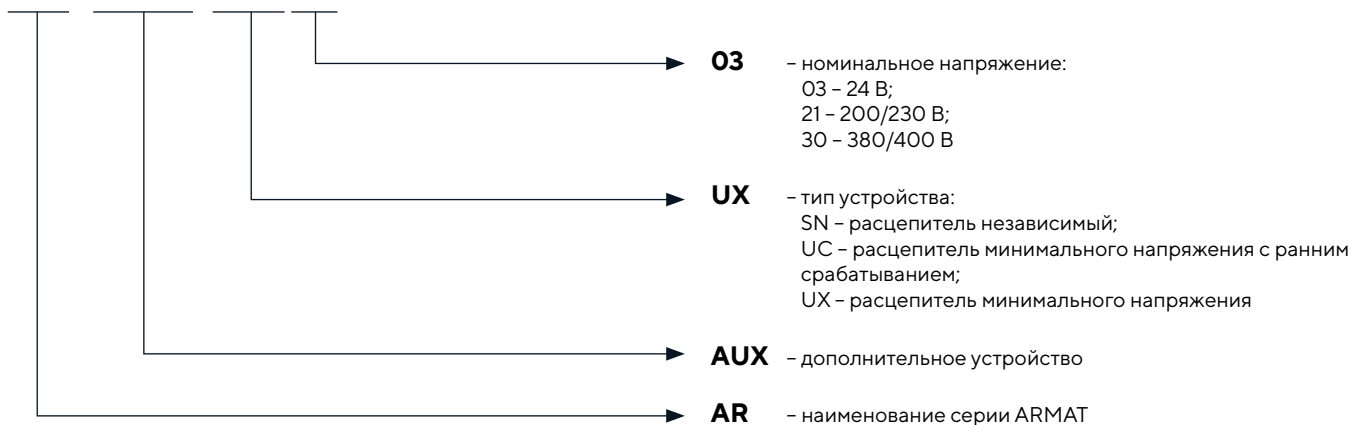 03 – номинальное напряжение:
03 – 24 В;
21 – 200/230 В;
30 – 380/400 В
UX – тип устройства:
SN – расцепитель независимый;
UC – расцепитель минимального напряжения с ранним
срабатыванием;
UX – расцепитель минимального напряжения
AUX – дополнительное устройство
AR – наименование серии ARMAT